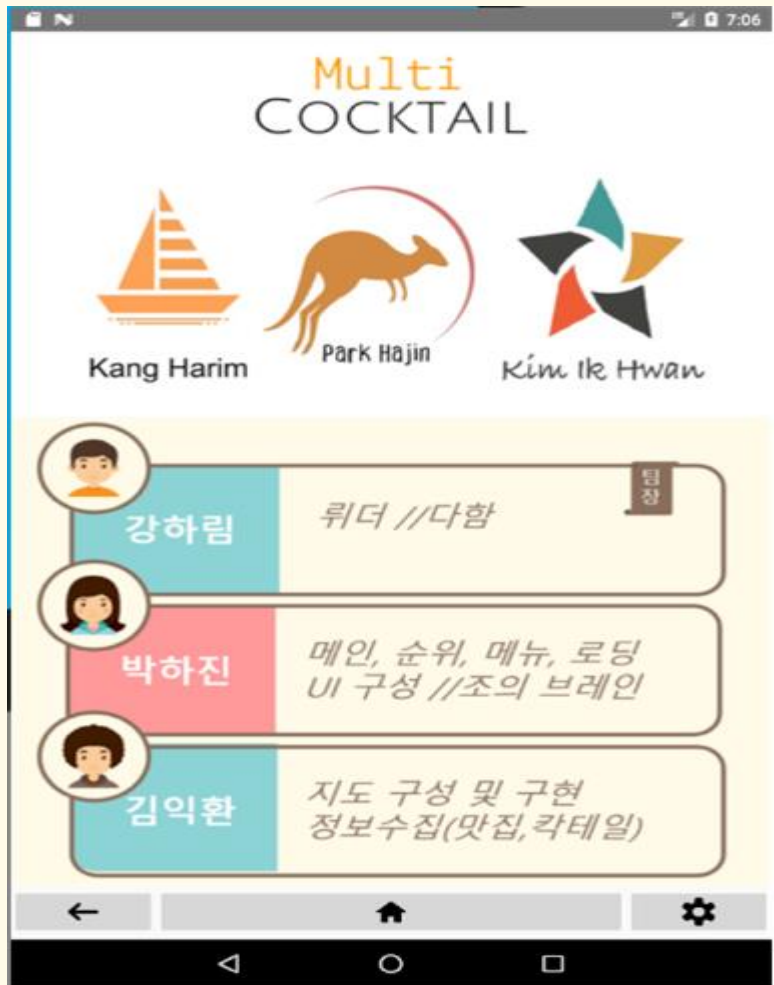 7:06
Multi
COCKTAIL
Kang Harim
Park Hajin
Kim Ik Hwan
팀장
강하림
뤼더 //다함
박하진
메인, 순위, 메뉴, 로딩
UI 구성 //조의 브레인
김익환
지도 구성 및 구현
정보수집(맛집,칵테일)